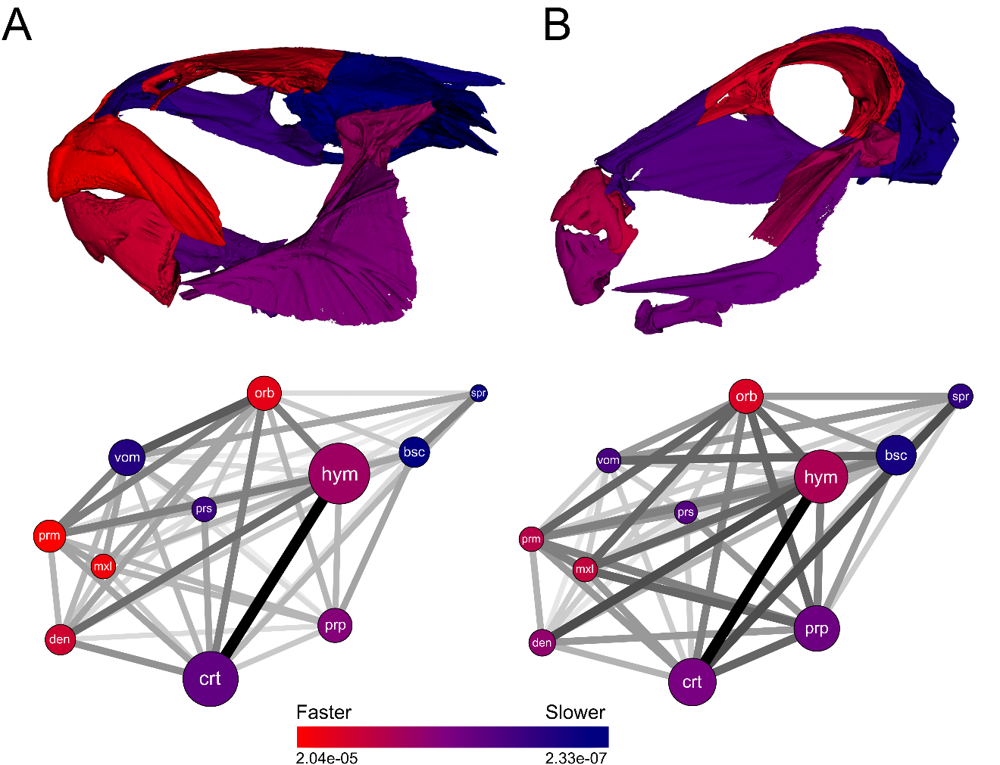 A
B
orb
spr
vom
bsc
hym
prs
prm
mxl
den
prp
crt
orb
spr
vom
bsc
hym
prs
prm
mxl
den
prp
crt
Faster Slower
2.04e-05 2.33e-07